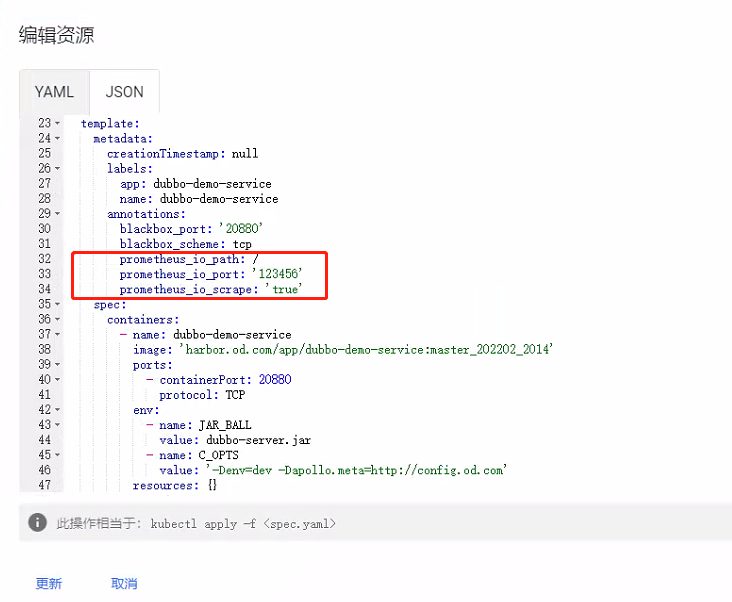 编辑资源
YAML JSON
23 template:
24 metadata:
25 creationTimestamp: null
26 labels:
27 app: dubbo-demo-service
28 name: dubbo-demo-service
29 annotations:
30 blackbox_port: '20880'
31 blackbox_scheme: tcp
32 prometheus_io_path: /
33 prometheus_io_port: '123456'
34 prometheus_io_scrape: 'true'
35 spec:
36 containers:
37 - name: dubbo-demo-service
38 image: 'harbor.od.com/app/dubbo-demo-service:master_202202_2014'
39 ports:
40 - containerPort: 20880
41 protocol: TCP
42 env:
43 - name: JAR_BALL
44 value: dubbo-server.jar
45 - name: C_OPTS
46 value: '-Denv=dev -Dapollo.meta=http://config.od.com'
47 resources: {}
此操作相当于: kubectl apply -f <spec.yaml>
更新 取消